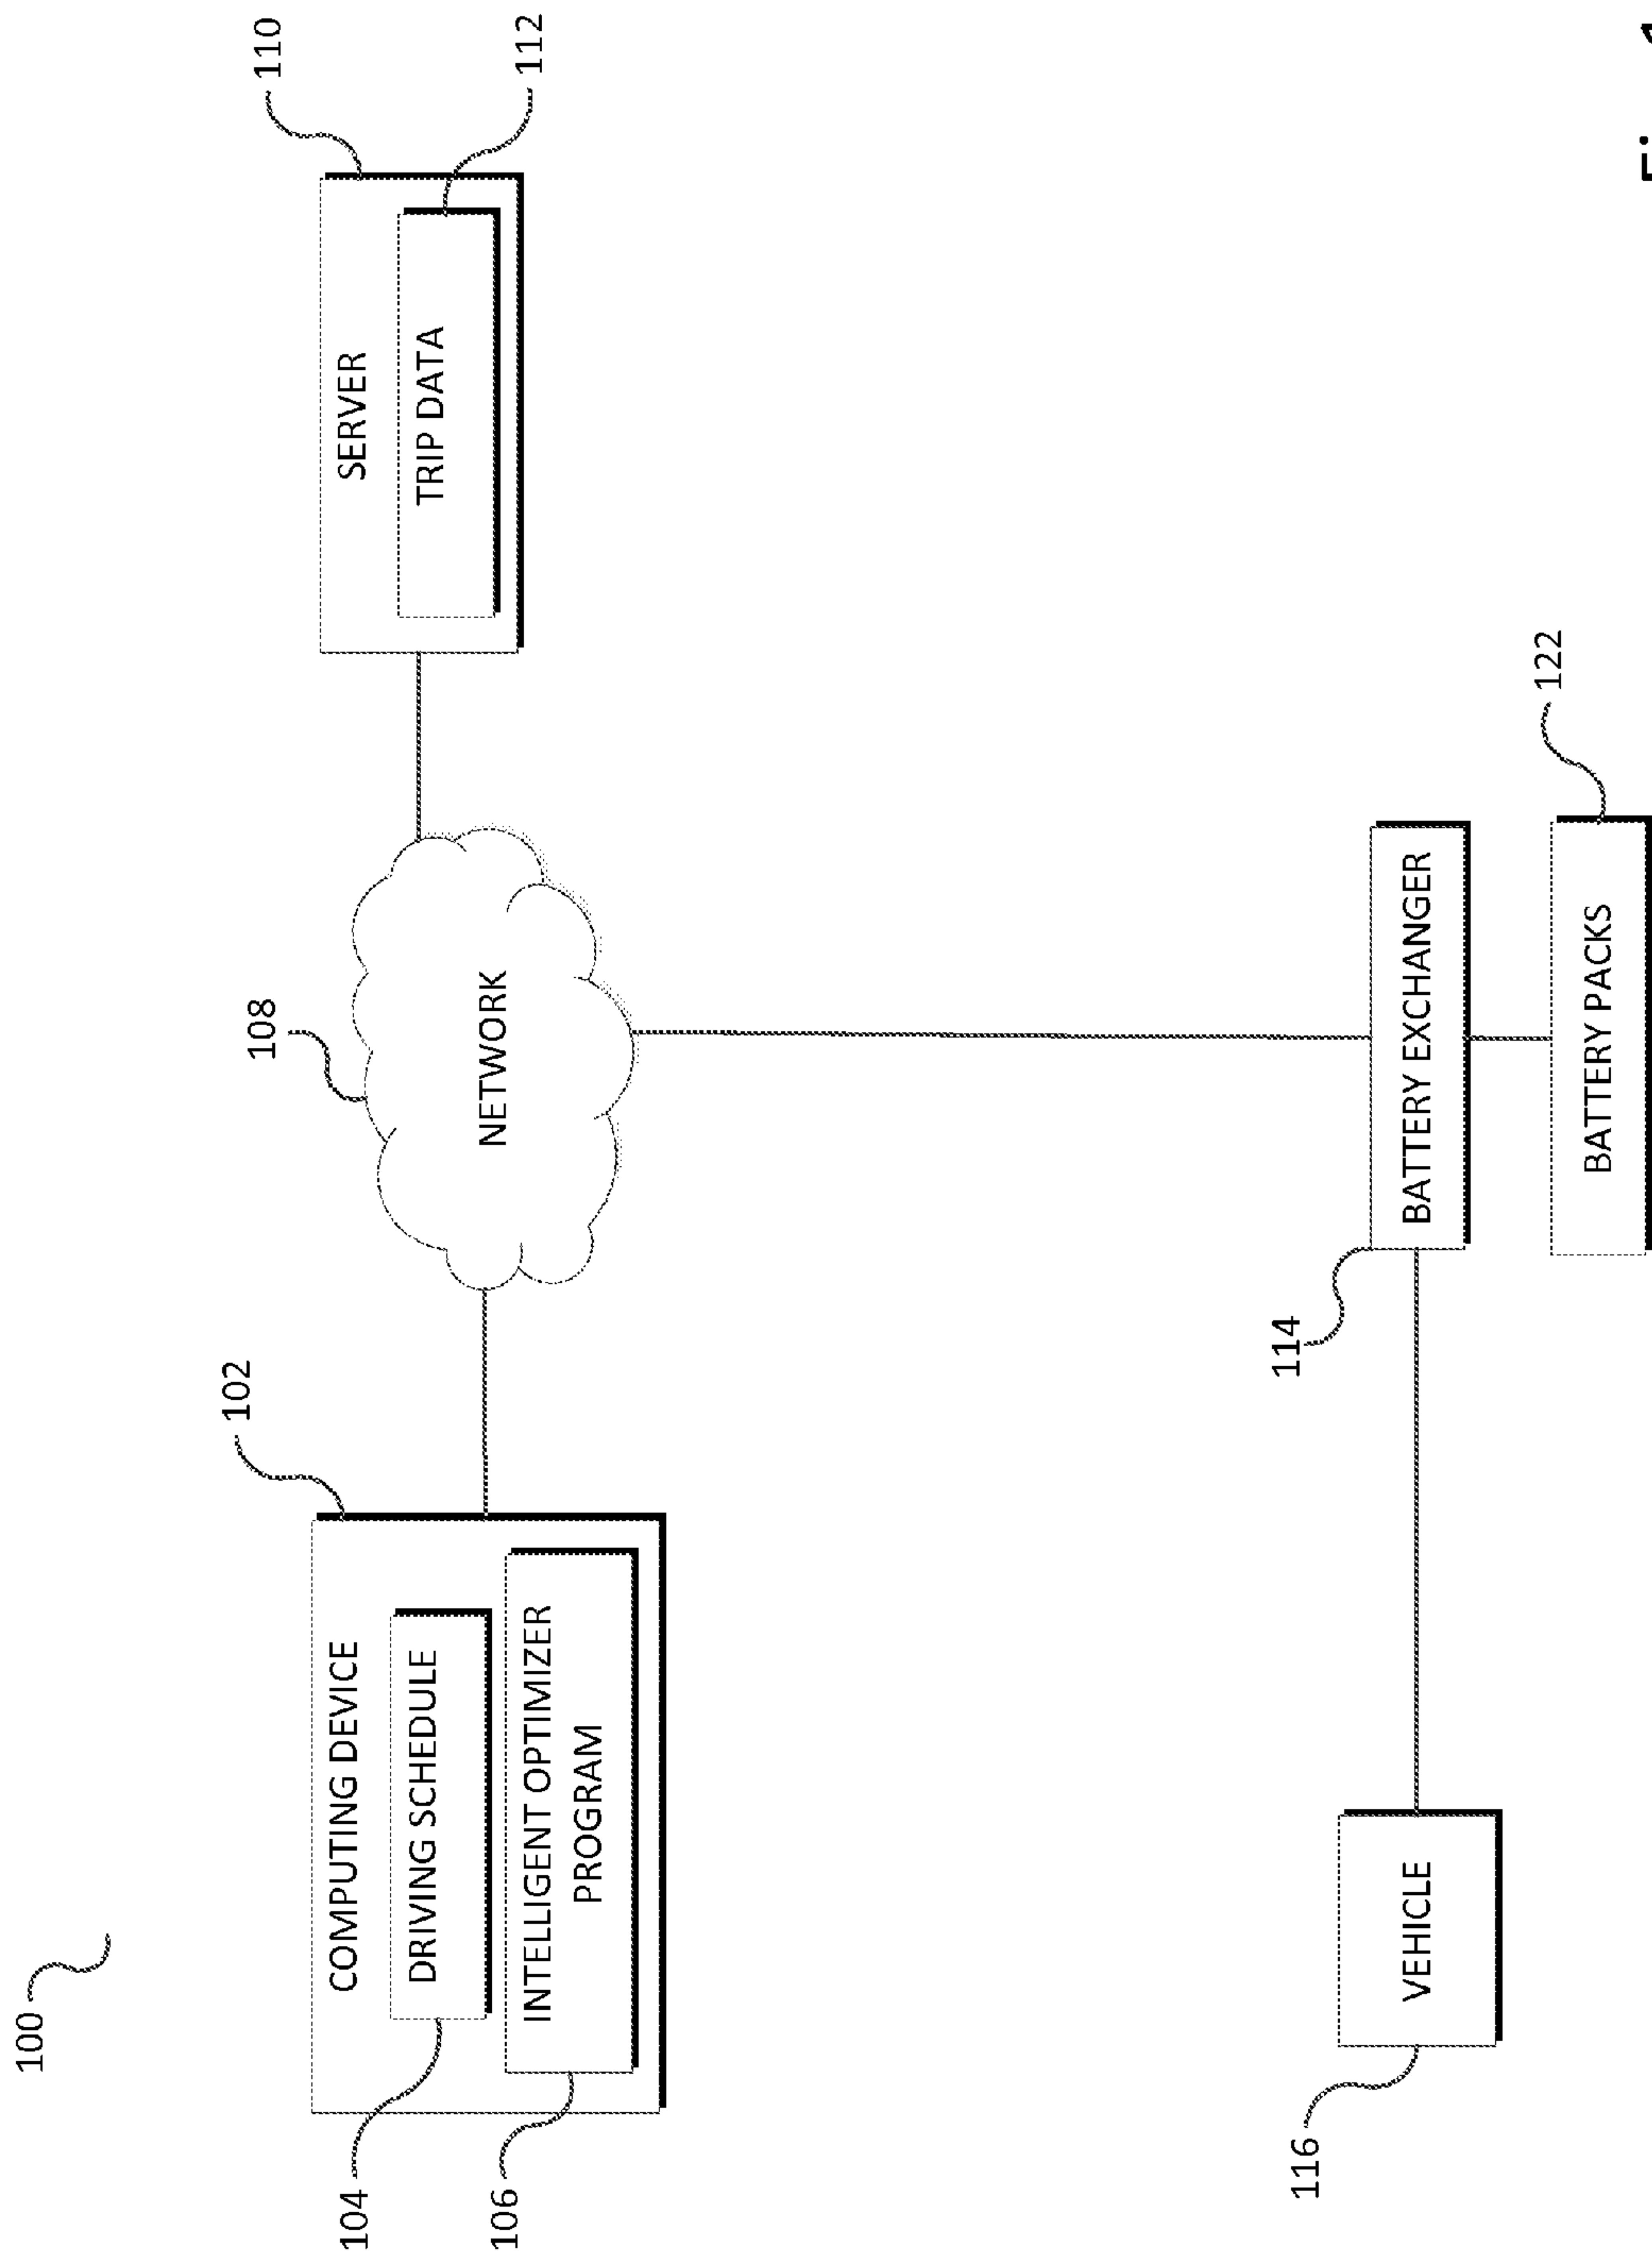 100
102
COMPUTING DEVICE
104
DRIVING SCHEDULE
106
INTELLIGENT OPTIMIZER
PROGRAM
108
NETWORK
110
SERVER
112
TRIP DATA
116
VEHICLE
114
BATTERY EXCHANGER
122
BATTERY PACKS